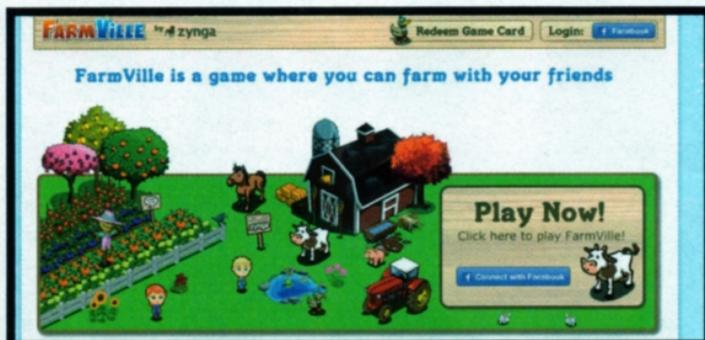 FARMVILLE by zynga
Redeem Game Card
Login: f Facebook
FarmVille is a game where you can farm with your friends
Play Now!
Click here to play FarmVille!
f Connect with Facebook